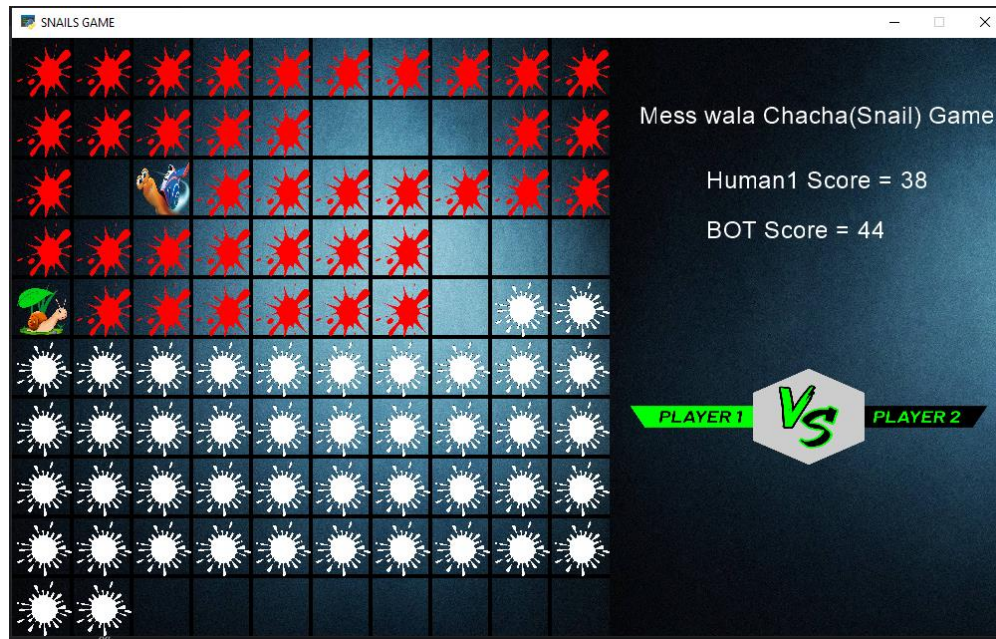 SNAILS GAME
Mess wala Chacha(Snail) Game
Human1 Score = 38
BOT Score = 44
PLAYER 1 VS PLAYER 2